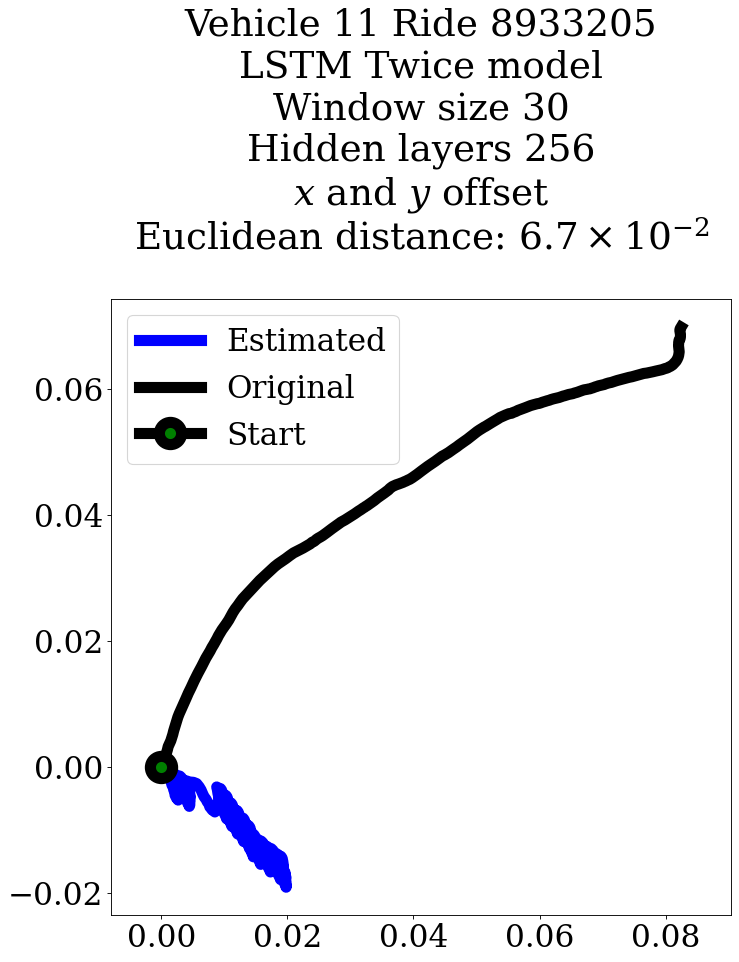 Vehicle 11 Ride 8933205
LSTM Twice model
Window size 30
Hidden layers 256
x and y offset
Euclidean distance: 6.7 × 10⁻²
Estimated
Original
Start
0.06
0.04
0.02
0.00
−0.02
0.00 0.02 0.04 0.06 0.08